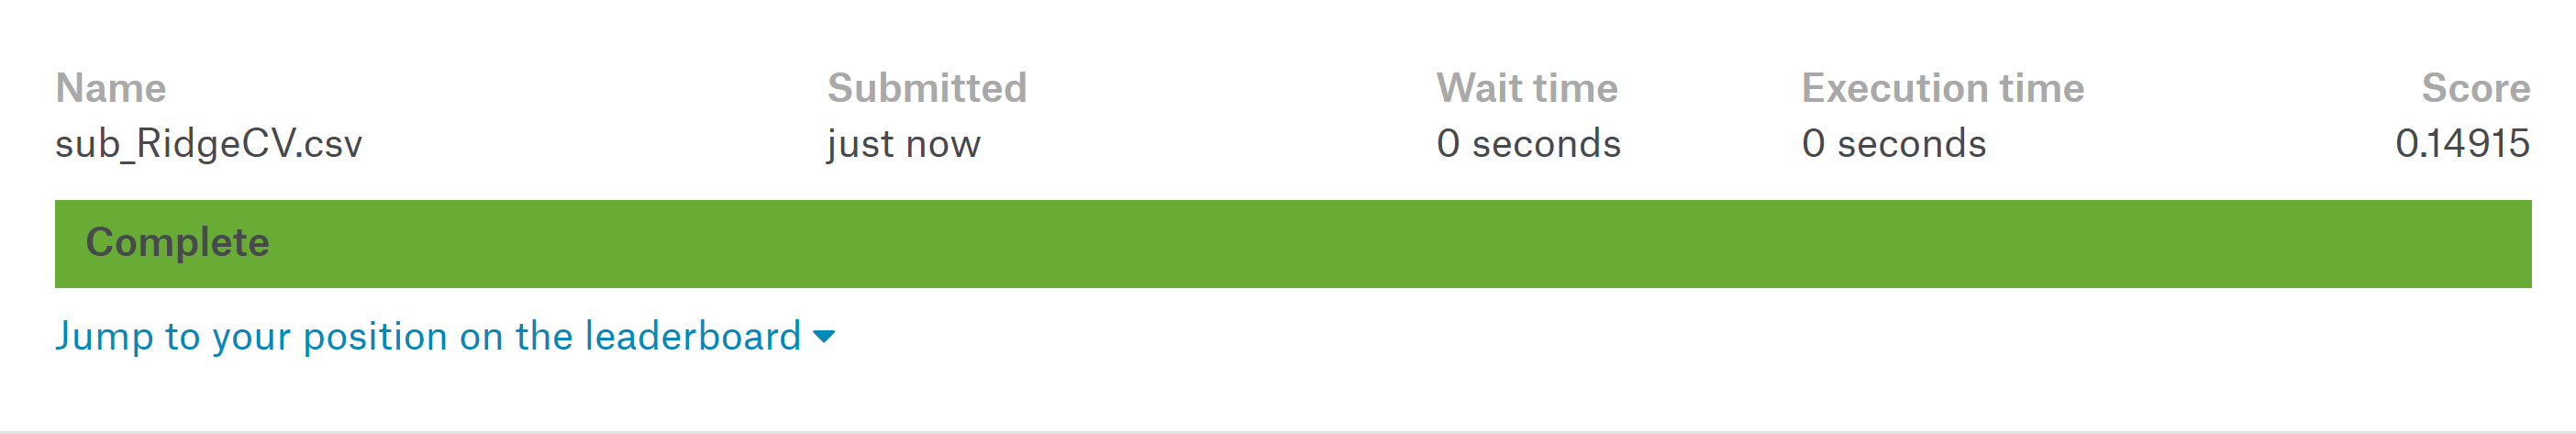 Name Submitted Wait time Execution time Score
sub_RidgeCV.csv just now 0 seconds 0 seconds 0.14915
Complete
Jump to your position on the leaderboard